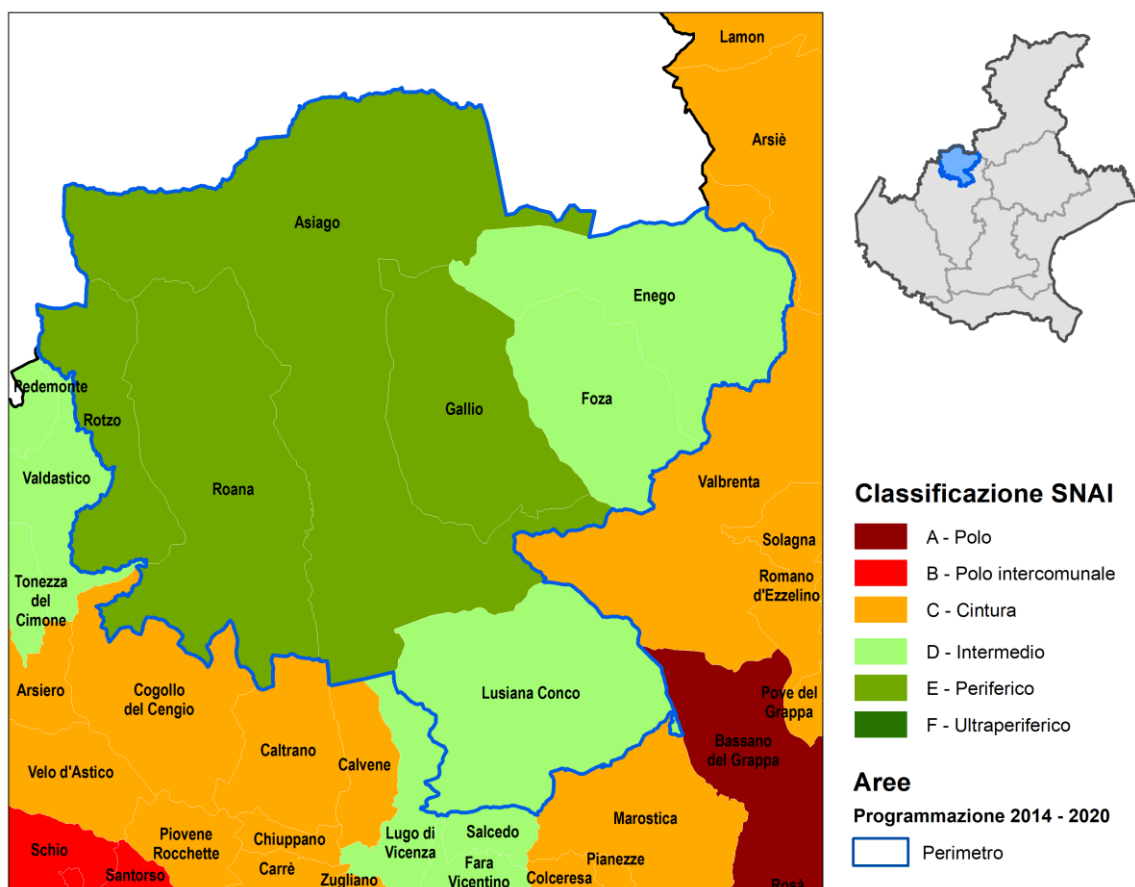 Lamon
Arsiè
Asiago
Enego
Pedemonte
Rotzo
Gallio
Foza
Valdastico
Roana
Valbrenta
Solagna
Romano
d'Ezzelino
Tonezza
del
Cimone
Arsiero
Cogollo
del Cengio
Lusiana Conco
Pove del
Grappa
Caltrano
Bassano
del Grappa
Velo d'Astico
Calvene
Marostica
Piovene
Rocchette
Chiuppano
Lugo di
Vicenza
Salcedo
Schio
Santorso
Carrè
Zugliano
Fara
Vicentino
Pianezze
Colceresa
Rosà
Classificazione SNAI
A - Polo
B - Polo intercomunale
C - Cintura
D - Intermedio
E - Periferico
F - Ultraperiferico
Aree
Programmazione 2014 - 2020
Perimetro